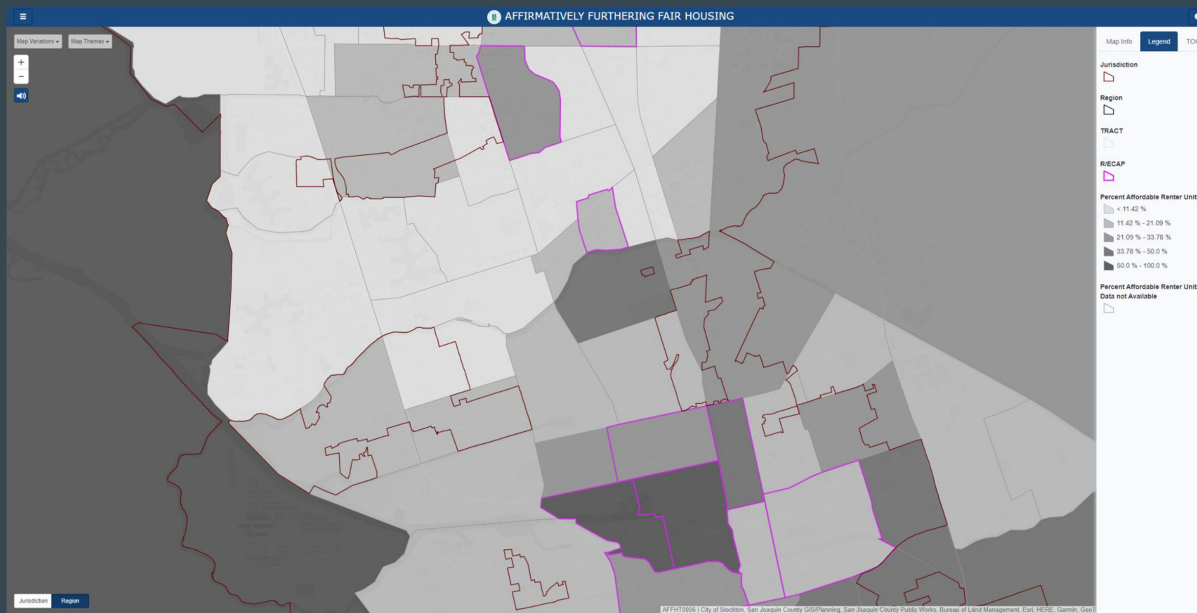 AFFIRMATIVELY FURTHERING FAIR HOUSING
Map Variations
Map Themes
+
−
Map Info
Legend
Jurisdiction
Region
TRACT
R/ECAP
Percent Affordable Renter Unit
< 11.42 %
11.42 % - 21.09 %
21.09 % - 33.78 %
33.78 % - 50.0 %
50.0 % - 100.0 %
Percent Affordable Renter Unit
Data not Available
Jurisdiction
Region
AFFHT0006 | City of Stockton, San Joaquin County GIS/Planning, San Joaquin County Public Works, Bureau of Land Management, Esri, HERE, Garmin, Geo